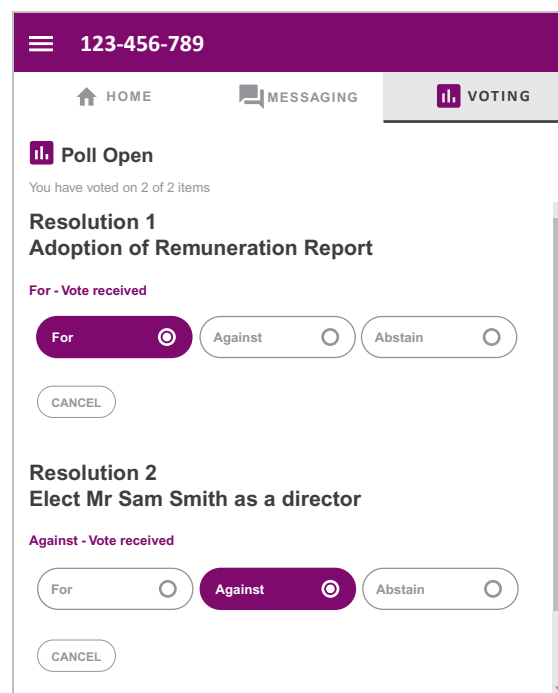 123-456-789
HOME MESSAGING VOTING
Poll Open
You have voted on 2 of 2 items
Resolution 1
Adoption of Remuneration Report
For - Vote received
For Against Abstain
CANCEL
Resolution 2
Elect Mr Sam Smith as a director
Against - Vote received
For Against Abstain
CANCEL